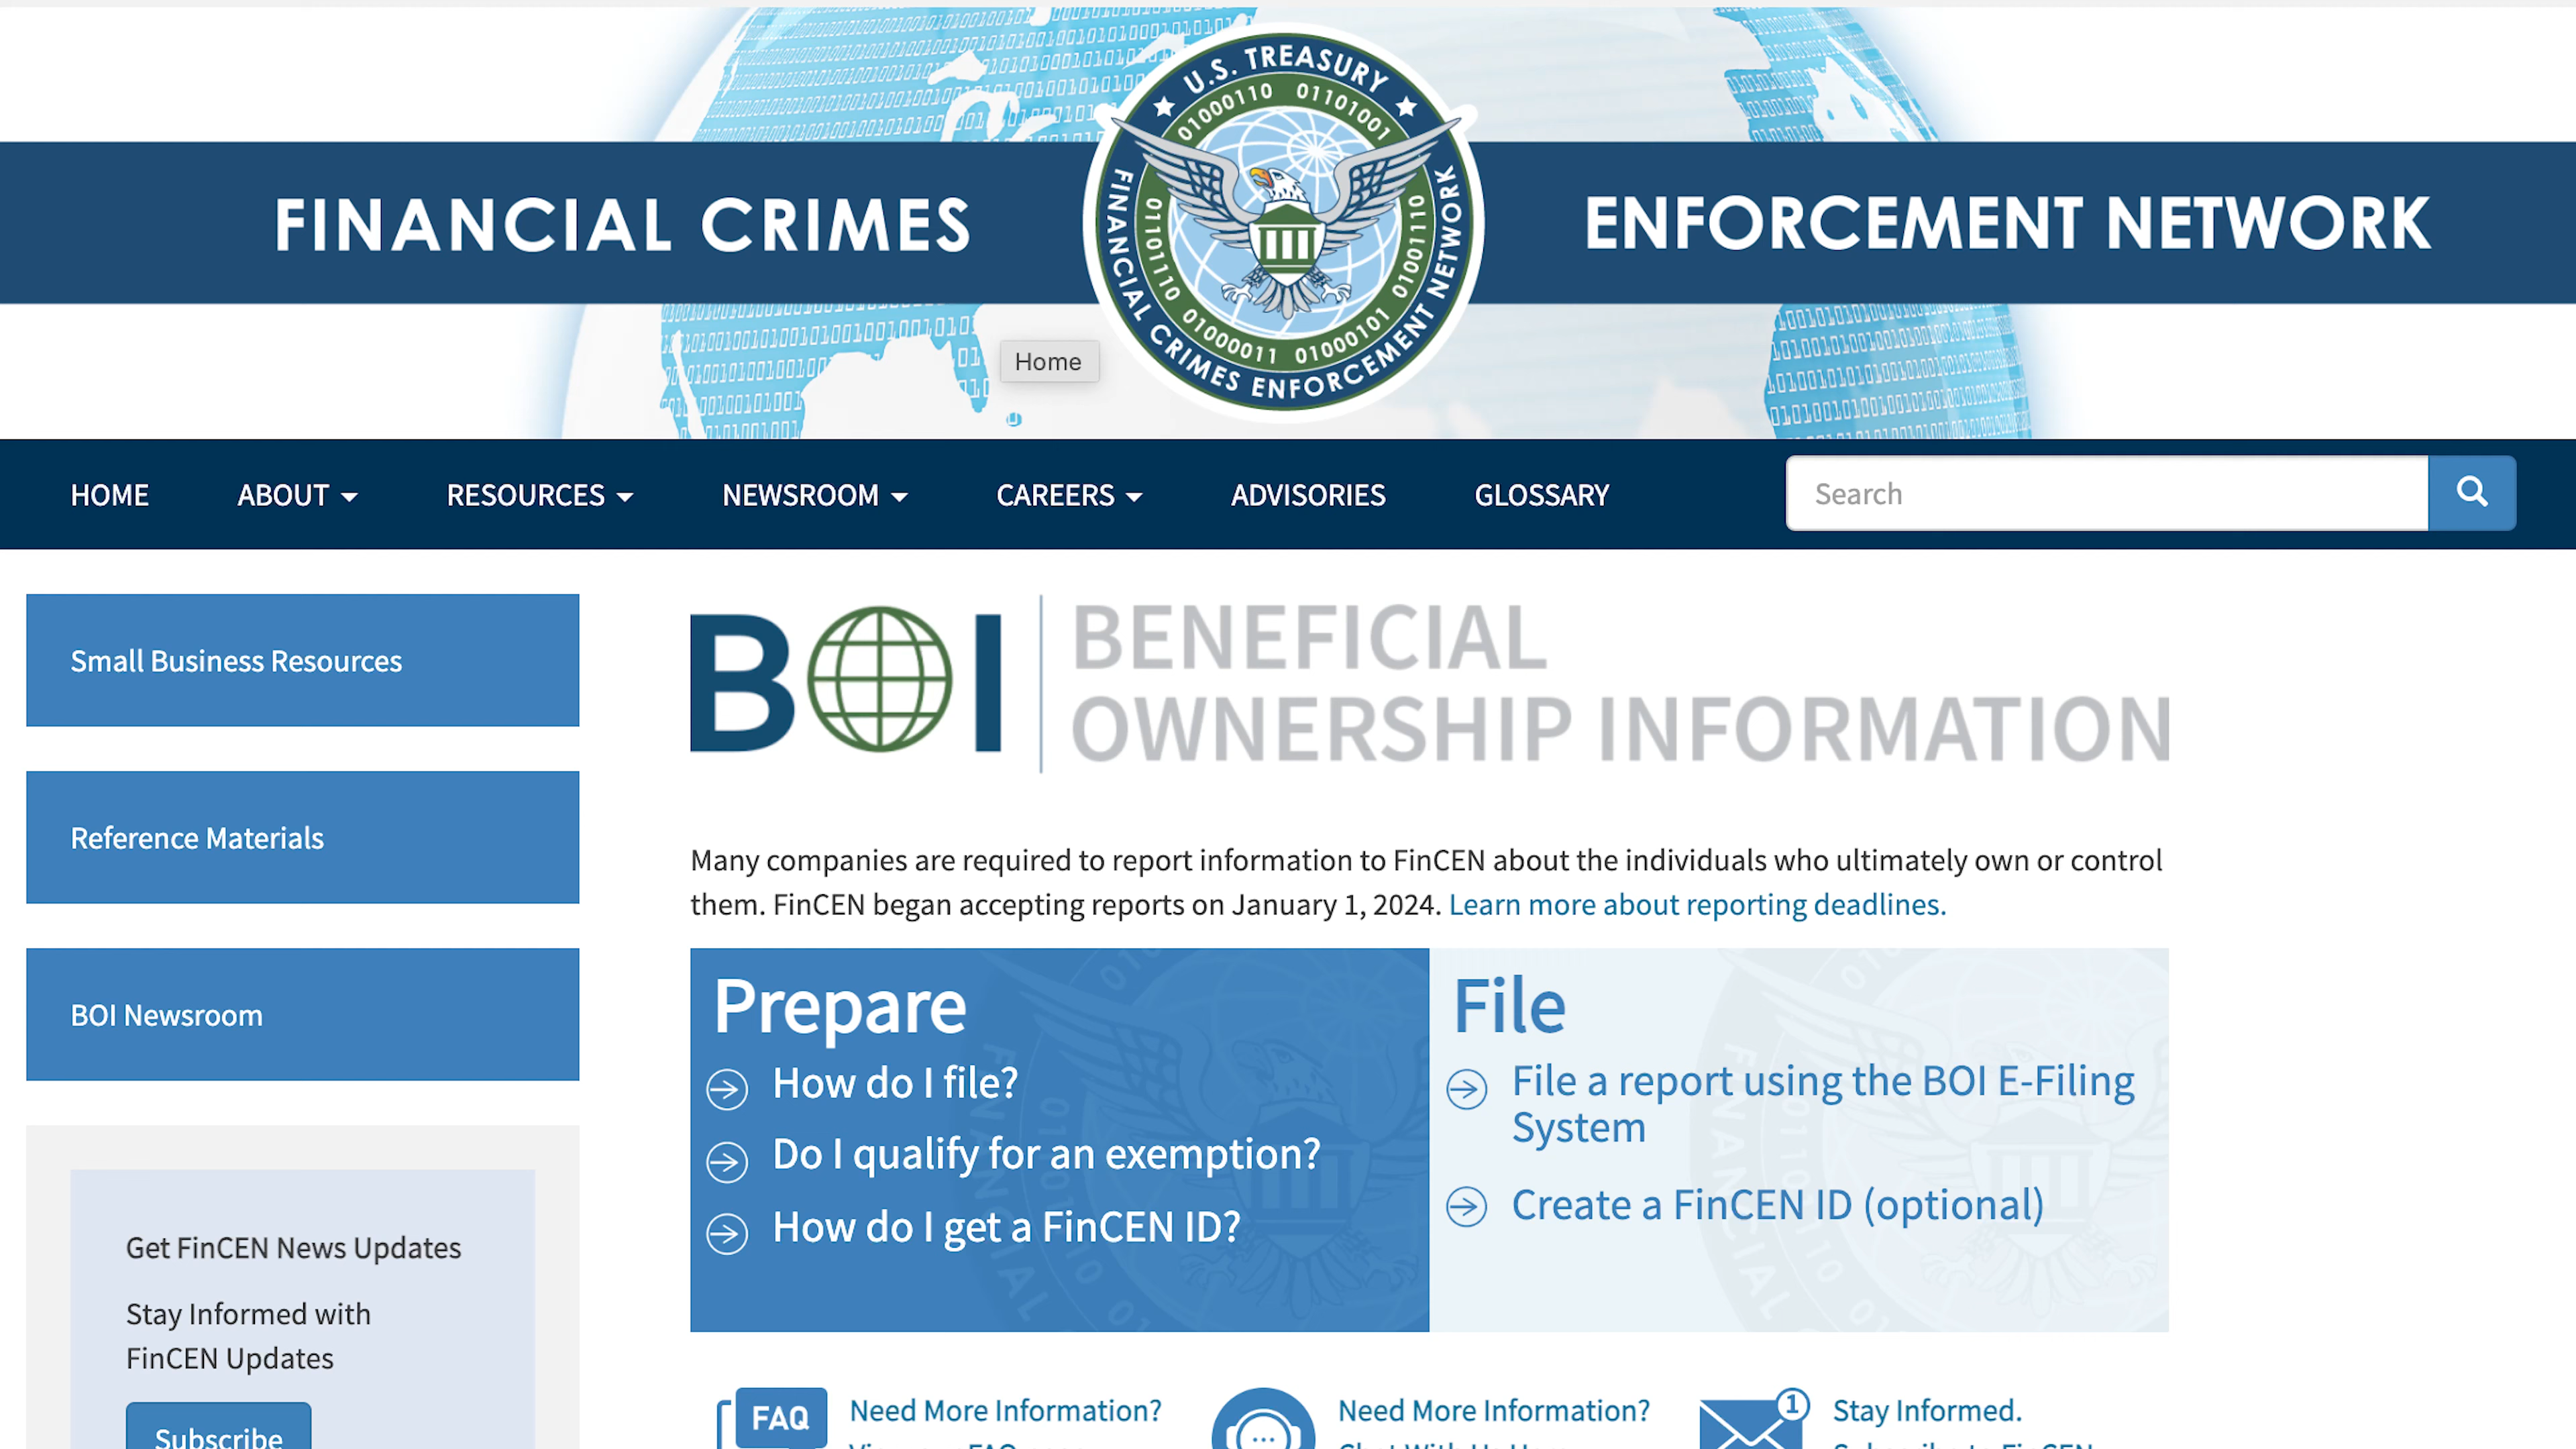 U.S. TREASURY
01000110 01101001
01101110 01000011 01000101 01001110
FINANCIAL CRIMES ENFORCEMENT NETWORK
FINANCIAL CRIMES
ENFORCEMENT NETWORK
Home
HOME
ABOUT
RESOURCES
NEWSROOM
CAREERS
ADVISORIES
GLOSSARY
Search
Small Business Resources
Reference Materials
BOI Newsroom
Get FinCEN News Updates
Stay Informed with
FinCEN Updates
Subscribe
BOI
BENEFICIAL
OWNERSHIP INFORMATION
Many companies are required to report information to FinCEN about the individuals who ultimately own or control
them. FinCEN began accepting reports on January 1, 2024. Learn more about reporting deadlines.
Prepare
How do I file?
Do I qualify for an exemption?
How do I get a FinCEN ID?
File
File a report using the BOI E-Filing
System
Create a FinCEN ID (optional)
FAQ
Need More Information?
Need More Information?
1
Stay Informed.